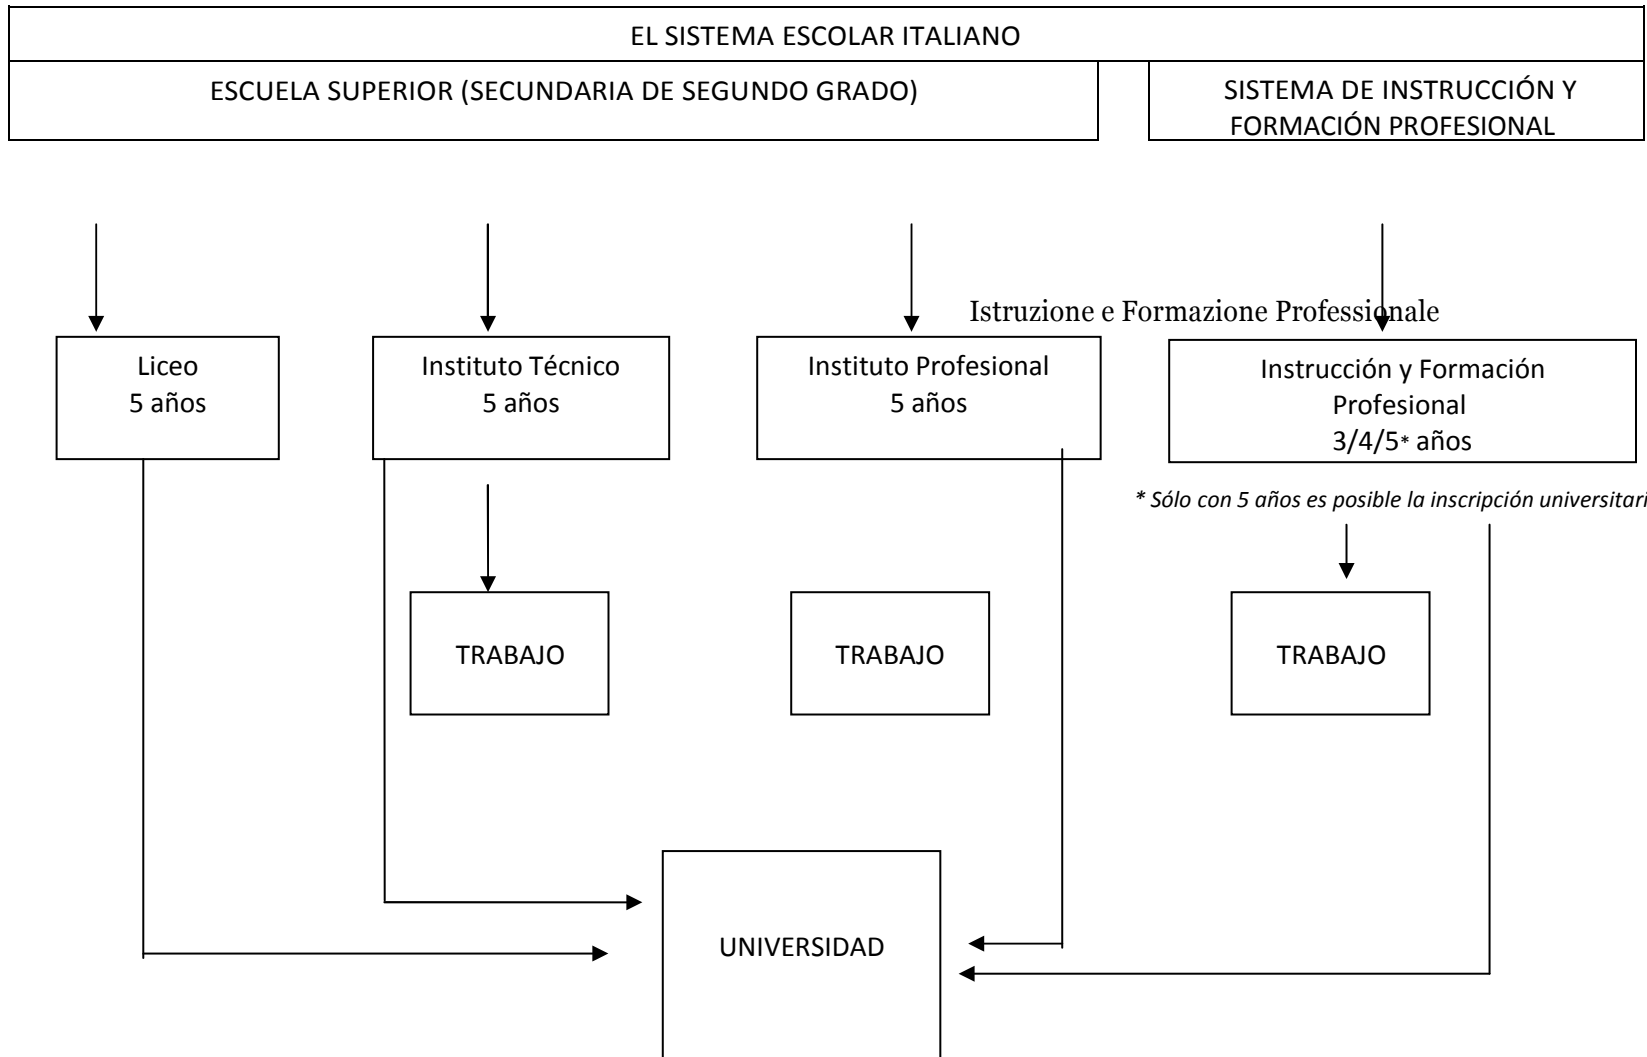 EL SISTEMA ESCOLAR ITALIANO
ESCUELA SUPERIOR (SECUNDARIA DE SEGUNDO GRADO)
SISTEMA DE INSTRUCCIÓN Y
FORMACIÓN PROFESIONAL
Istruzione e Formazione Professionale
Liceo
5 años
Instituto Técnico
5 años
Instituto Profesional
5 años
Instrucción y Formación
Profesional
3/4/5* años
* Sólo con 5 años es posible la inscripción universitari
TRABAJO
TRABAJO
TRABAJO
UNIVERSIDAD